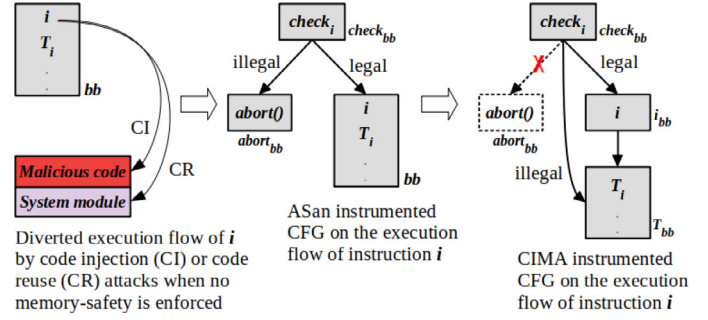 i
T_i
.
.
bb
CI
CR
Malicious code
System module
Diverted execution flow of i
by code injection (CI) or code
reuse (CR) attacks when no
memory-safety is enforced
check_i
check_bb
illegal
legal
abort()
abort_bb
i
T_i
.
.
bb
ASan instrumented
CFG on the execution
flow of instruction i
check_i
check_bb
X
legal
abort()
abort_bb
i
i_bb
illegal
T_i
.
.
T_bb
CIMA instrumented
CFG on the execution
flow of instruction i